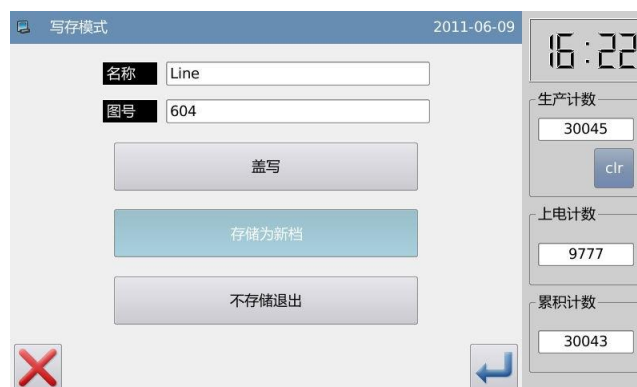 写存模式 2011-06-09
名称 Line
图号 604
盖写
存储为新档
不存储退出
16:22
生产计数
30045
clr
上电计数
9777
累积计数
30043